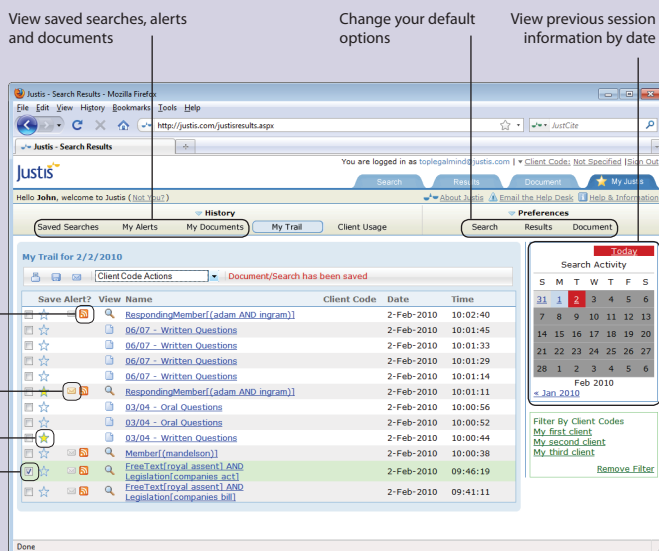 View saved searches, alerts
and documents
Change your default
options
View previous session
information by date
Justis - Search Results - Mozilla Firefox
File Edit View History Bookmarks Tools Help
http://justis.com/justisresults.aspx
JustCite
Justis - Search Results
You are logged in as toplegalmind@justis.com | Client Code: Not Specified |Sign Out
Justis
Search Results Document My Justis
Hello John, welcome to Justis (Not You?)
About Justis Email the Help Desk Help & Information
History
Preferences
Saved Searches My Alerts My Documents My Trail Client Usage
Search Results Document
My Trail for 2/2/2010
Client Code Actions Document/Search has been saved
Save Alert? View Name Client Code Date Time
RespondingMember[(adam AND ingram)] 2-Feb-2010 10:02:40
06/07 - Written Questions 2-Feb-2010 10:01:45
06/07 - Written Questions 2-Feb-2010 10:01:33
06/07 - Written Questions 2-Feb-2010 10:01:29
06/07 - Written Questions 2-Feb-2010 10:01:14
RespondingMember[(adam AND ingram)] 2-Feb-2010 10:01:11
03/04 - Oral Questions 2-Feb-2010 10:00:56
03/04 - Oral Questions 2-Feb-2010 10:00:52
03/04 - Written Questions 2-Feb-2010 10:00:44
Member[(mandelson)] 2-Feb-2010 10:00:38
FreeText[royal assent] AND
Legislation[companies act] 2-Feb-2010 09:46:19
FreeText[royal assent] AND
Legislation[companies bill] 2-Feb-2010 09:41:11
Today
Search Activity
S M T W T F S
31 1 2 3 4 5 6
7 8 9 10 11 12 13
14 15 16 17 18 19 20
21 22 23 24 25 26 27
28 1 2 3 4 5 6
Feb 2010
« Jan 2010
Filter By Client Codes
My first client
My second client
My third client
Remove Filter
Done